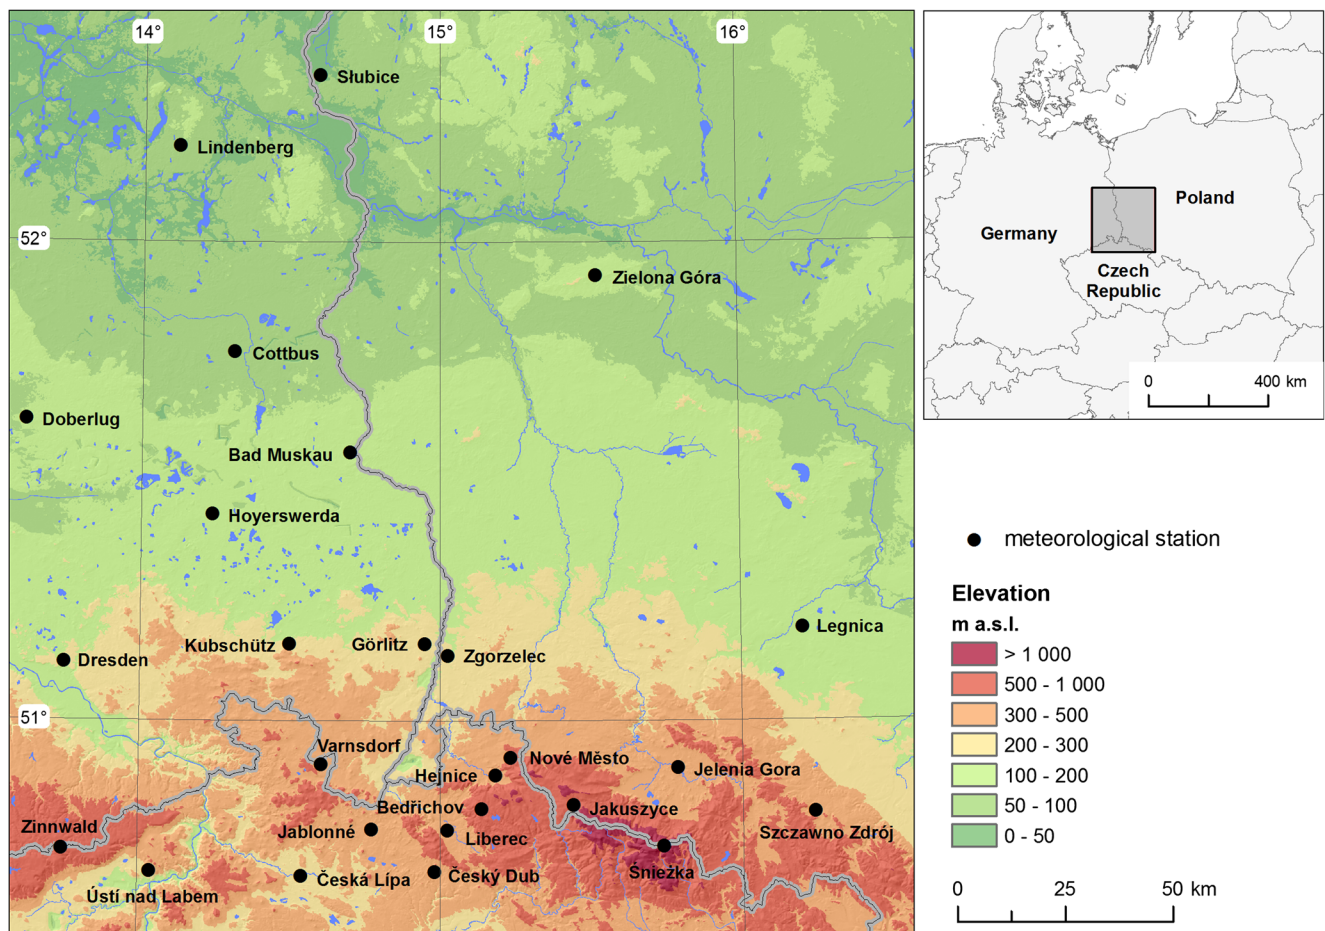 14°
15°
16°
Słubice
Lindenberg
52°
Zielona Góra
Cottbus
Doberlug
Bad Muskau
Hoyerswerda
Legnica
Kubschütz
Görlitz
Zgorzelec
Dresden
51°
Varnsdorf
Nové Město
Hejnice
Jelenia Gora
Bedřichov
Jakuszyce
Zinnwald
Jablonné
Liberec
Szczawno Zdrój
Śnieżka
Česká Lípa
Český Dub
Ústí nad Labem
Poland
Germany
Czech
Republic
0
400 km
meteorological station
Elevation
m a.s.l.
> 1 000
500 - 1 000
300 - 500
200 - 300
100 - 200
50 - 100
0 - 50
0
25
50 km